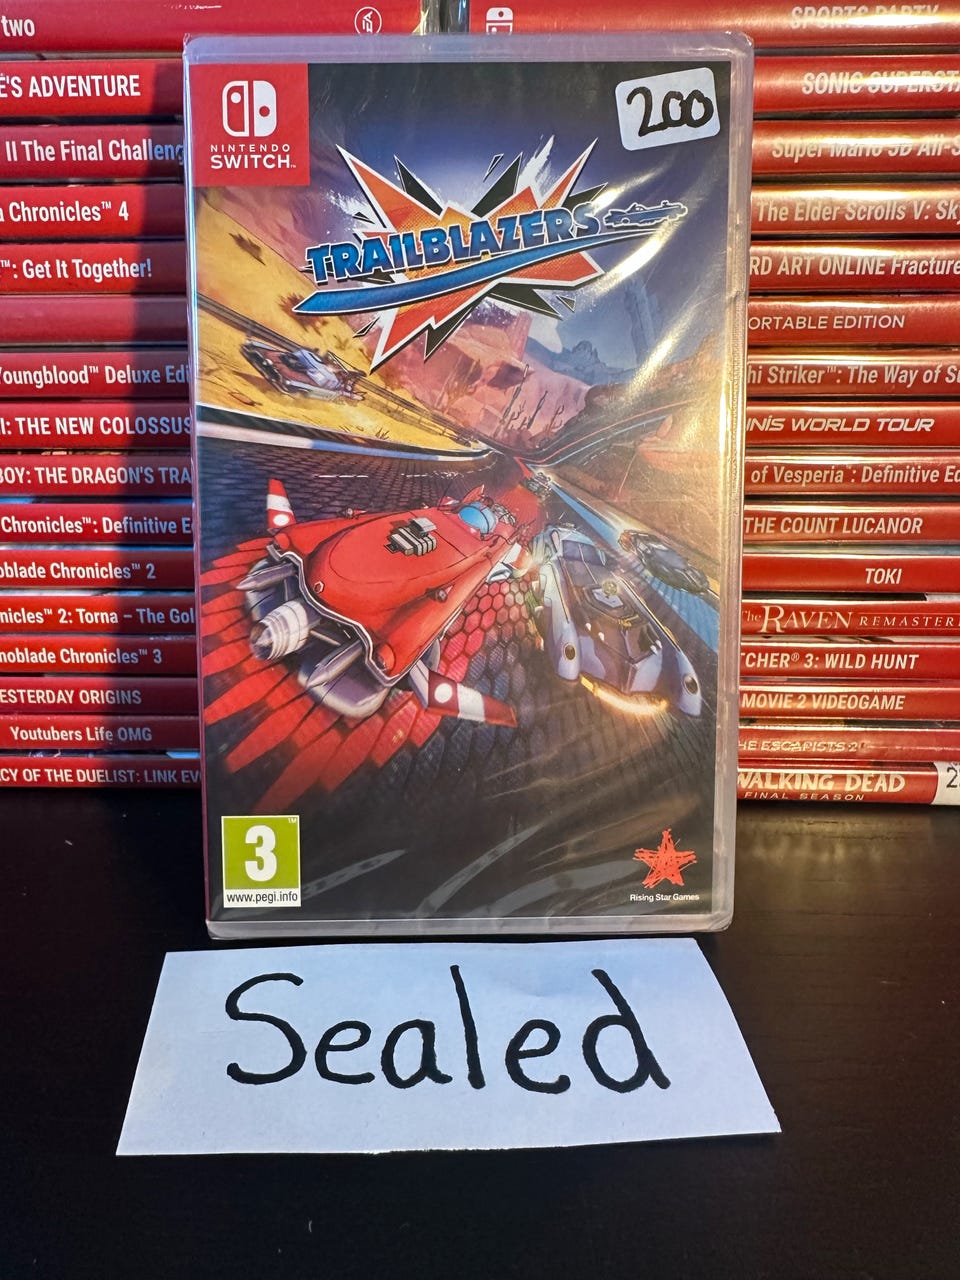 two
EA
SPORTS PARTY
É'S ADVENTURE
SONIC SUPERSTA
II The Final Challeng
Super Mario 3D All-S
a Chronicles™ 4
The Elder Scrolls V: Sky
™: Get It Together!
RD ART ONLINE Fracture
ORTABLE EDITION
Youngblood™ Deluxe Edi
hi Striker™: The Way of St
I: THE NEW COLOSSUS
NNIS WORLD TOUR
BOY: THE DRAGON'S TRA
of Vesperia™: Definitive Ed
Chronicles™: Definitive E
THE COUNT LUCANOR
oblade Chronicles™ 2
TOKI
nicles™ 2: Torna – The Gol
The RAVEN REMASTERE
noblade Chronicles™ 3
TCHER® 3: WILD HUNT
ESTERDAY ORIGINS
MOVIE 2 VIDEOGAME
Youtubers Life OMG
HE ESCAPISTS 2
CY OF THE DUELIST: LINK EV
WALKING DEAD
FINAL SEASON
NINTENDO
SWITCH™
200
TRAILBLAZERS
3™
www.pegi.info
Rising Star Games
Sealed